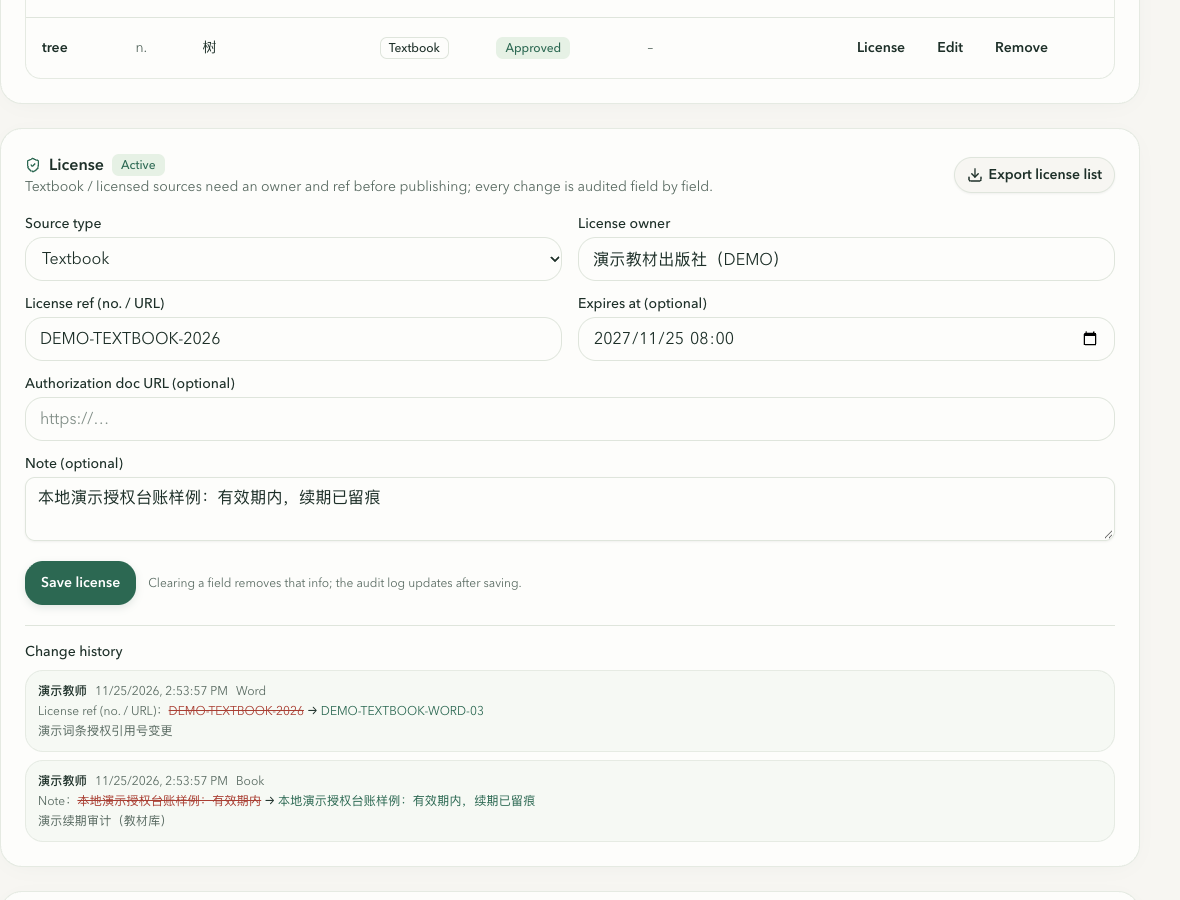 tree n. 树 Textbook Approved – License Edit Remove
License Active
Textbook / licensed sources need an owner and ref before publishing; every change is audited field by field.
Export license list
Source type
Textbook
License owner
演示教材出版社（DEMO）
License ref (no. / URL)
DEMO-TEXTBOOK-2026
Expires at (optional)
2027/11/25 08:00
Authorization doc URL (optional)
https://…
Note (optional)
本地演示授权台账样例：有效期内，续期已留痕
Save license Clearing a field removes that info; the audit log updates after saving.
Change history
演示教师 11/25/2026, 2:53:57 PM Word
License ref (no. / URL)： DEMO-TEXTBOOK-2026 → DEMO-TEXTBOOK-WORD-03
演示词条授权引用号变更
演示教师 11/25/2026, 2:53:57 PM Book
Note： 本地演示授权台账样例：有效期内 → 本地演示授权台账样例：有效期内，续期已留痕
演示续期审计（教材库）